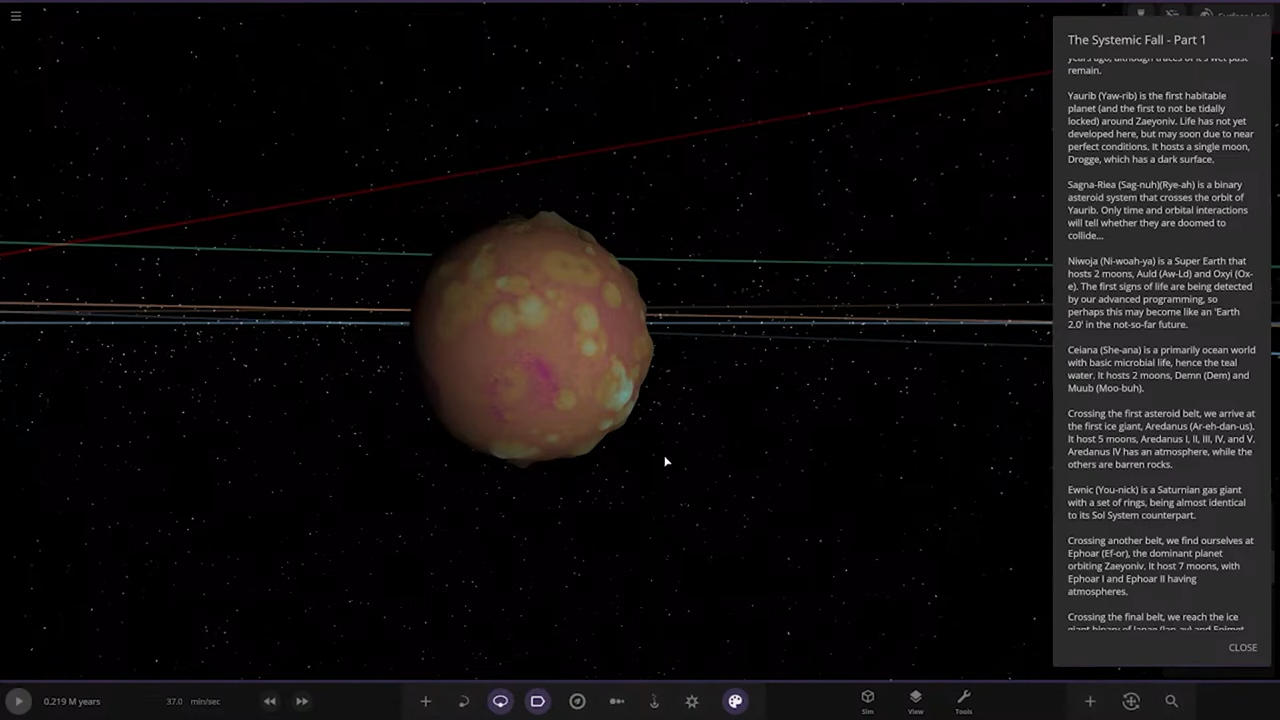 Surface Lock
The Systemic Fall - Part 1
years ago, although traces of it's wet past
remain.
Yaurib (Yaw-rib) is the first habitable
planet (and the first to not be tidally
locked) around Zaeyoniv. Life has not yet
developed here, but may soon due to near
perfect conditions. It hosts a single moon,
Drogge, which has a dark surface.
Sagna-Riea (Sag-nuh)(Rye-ah) is a binary
asteroid system that crosses the orbit of
Yaurib. Only time and orbital interactions
will tell whether they are doomed to
collide...
Niwoja (Ni-woah-ya) is a Super Earth that
hosts 2 moons, Auld (Aw-Ld) and Oxyi (Ox-
e). The first signs of life are being detected
by our advanced programming, so
perhaps this may become like an 'Earth
2.0' in the not-so-far future.
Ceiana (She-ana) is a primarily ocean world
with basic microbial life, hence the teal
water. It hosts 2 moons, Demn (Dem) and
Muub (Moo-buh).
Crossing the first asteroid belt, we arrive at
the first ice giant, Aredanus (Ar-eh-dan-us).
It host 5 moons, Aredanus I, II, III, IV, and V.
Aredanus IV has an atmosphere, while the
others are barren rocks.
Ewnic (You-nick) is a Saturnian gas giant
with a set of rings, being almost identical
to its Sol System counterpart.
Crossing another belt, we find ourselves at
Ephoar (Ef-or), the dominant planet
orbiting Zaeyoniv. It host 7 moons, with
Ephoar I and Ephoar II having
atmospheres.
Crossing the final belt, we reach the ice
giant binary of
CLOSE
0.219 M years
37.0 min/sec
Sim
View
Tools